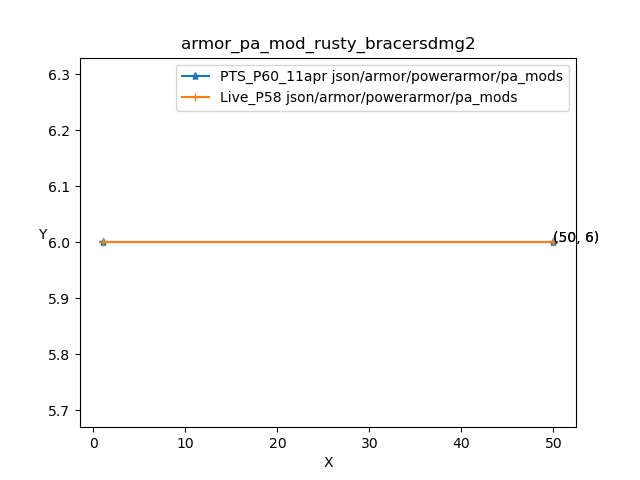 armor_pa_mod_rusty_bracersdmg2
PTS_P60_11apr json/armor/powerarmor/pa_mods
Live_P58 json/armor/powerarmor/pa_mods
6.3
6.2
6.1
Y
6.0
(50, 6)
5.9
5.8
5.7
0 10 20 30 40 50
X